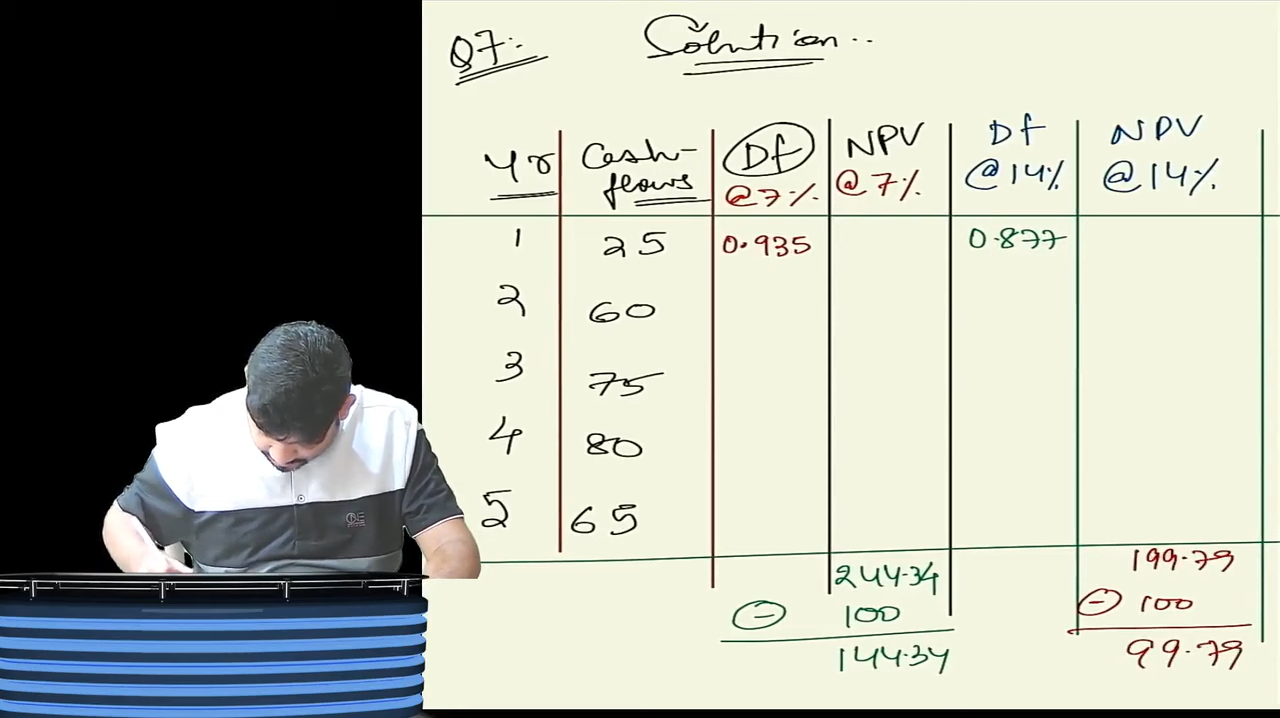 Q7:- Solution..
Yr Cash-flows Df @7% NPV @7% Df @14% NPV @14%
1 25 0.935 0.877
2 60
3 75
4 80
5 65
244.34 199.79
(-) 100 (-) 100
144.34 99.79